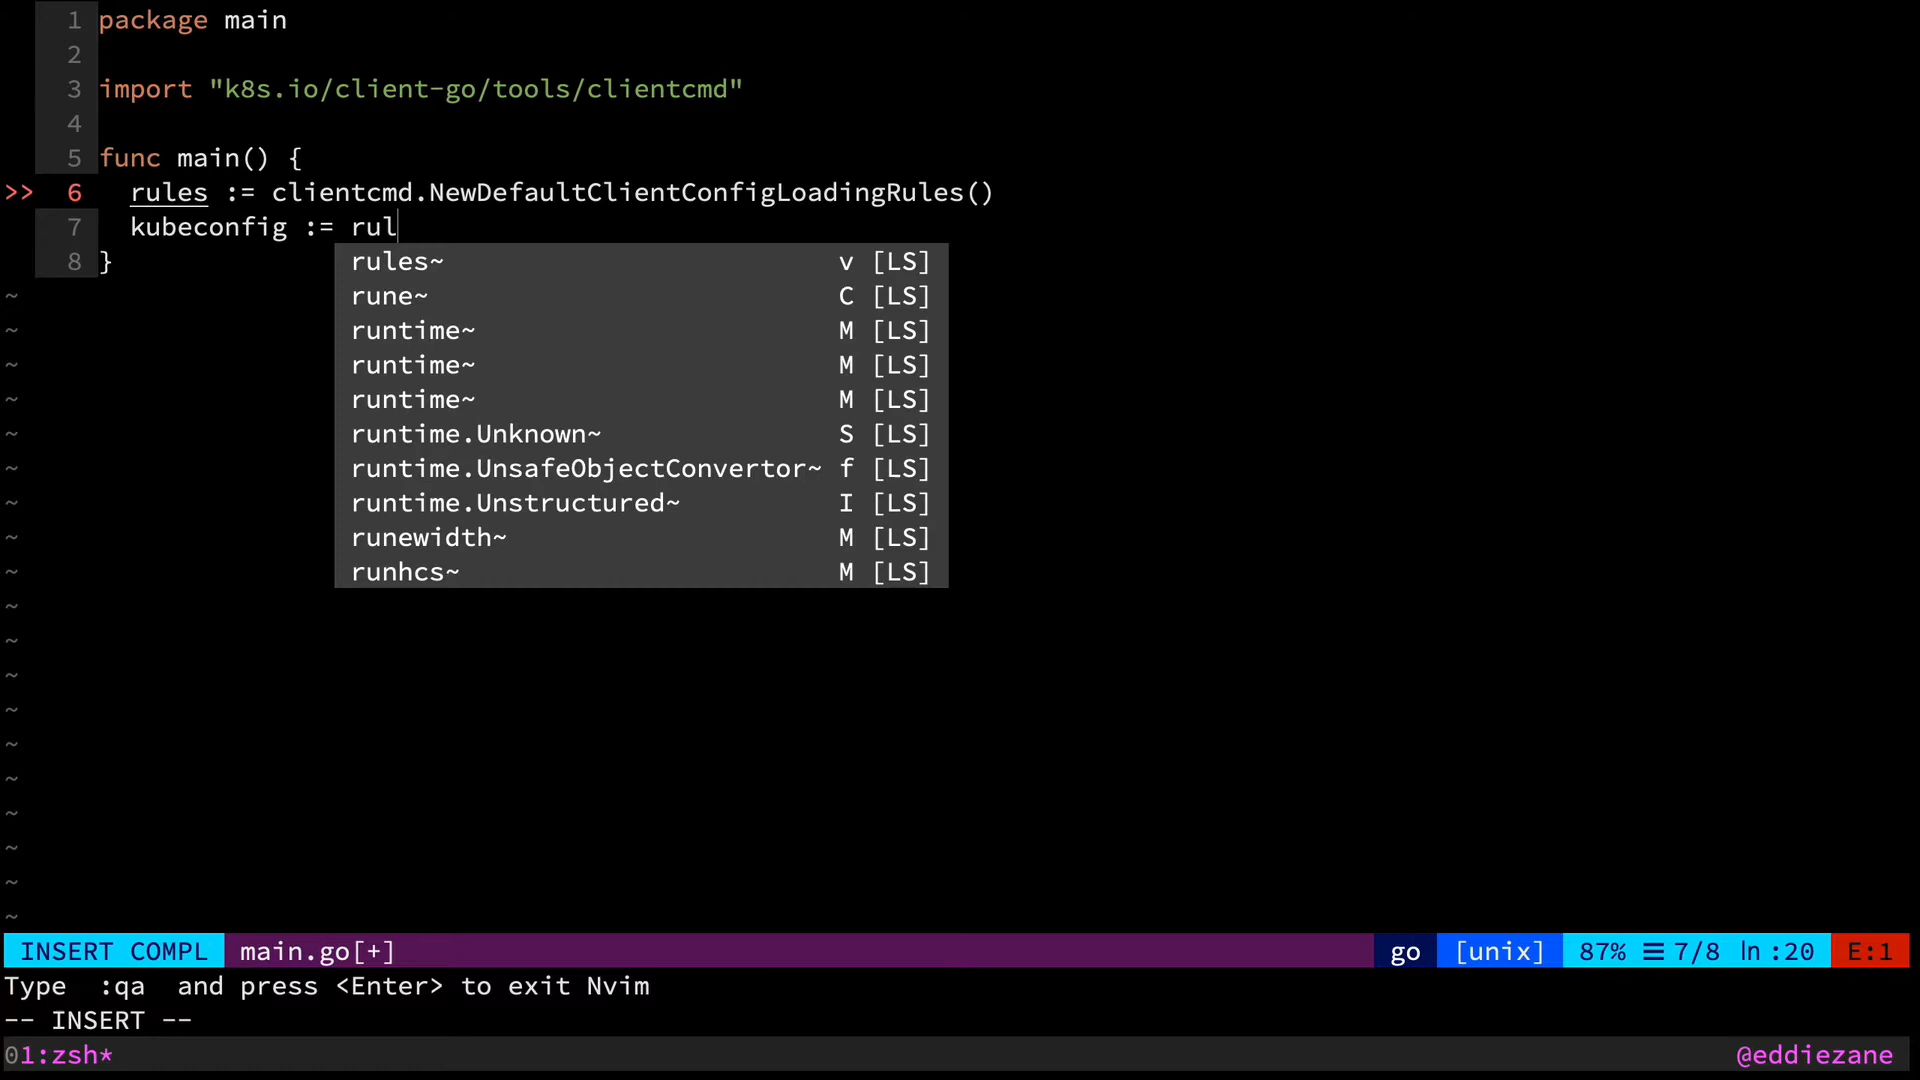 1 package main
2
3 import "k8s.io/client-go/tools/clientcmd"
4
5 func main() {
>> 6 rules := clientcmd.NewDefaultClientConfigLoadingRules()
7 kubeconfig := rul
8 }
rules~ v [LS]
~ rune~ C [LS]
~ runtime~ M [LS]
~ runtime~ M [LS]
~ runtime~ M [LS]
~ runtime.Unknown~ S [LS]
~ runtime.UnsafeObjectConvertor~ f [LS]
~ runtime.Unstructured~ I [LS]
~ runewidth~ M [LS]
~ runhcs~ M [LS]
~
~
~
~
~
~
~
~
~
~
INSERT COMPL main.go[+] go [unix] 87% ☰ 7/8 ln :20 E:1
Type  :qa  and press <Enter> to exit Nvim
-- INSERT --
01:zsh* @eddiezane